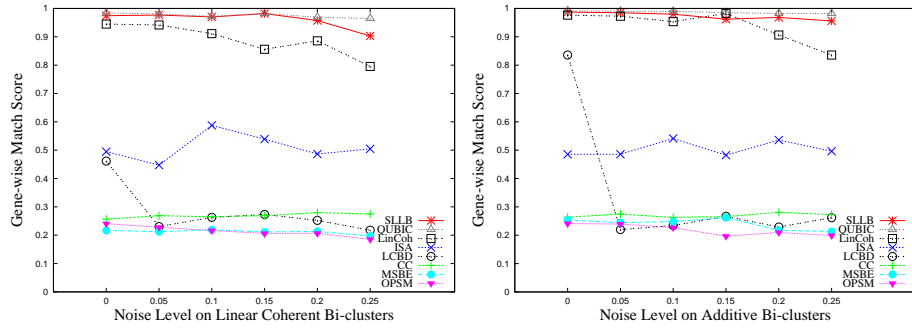 1
0.9
0.8
0.7
0.6
0.5
0.4
0.3
0.2
0.1
0
Gene-wise Match Score
SLLB
QUBIC
LinCoh
ISA
LCBD
CC
MSBE
OPSM
0 0.05 0.1 0.15 0.2 0.25
Noise Level on Linear Coherent Bi-clusters
1
0.9
0.8
0.7
0.6
0.5
0.4
0.3
0.2
0.1
0
Gene-wise Match Score
SLLB
QUBIC
LinCoh
ISA
LCBD
CC
MSBE
OPSM
0 0.05 0.1 0.15 0.2 0.25
Noise Level on Additive Bi-clusters